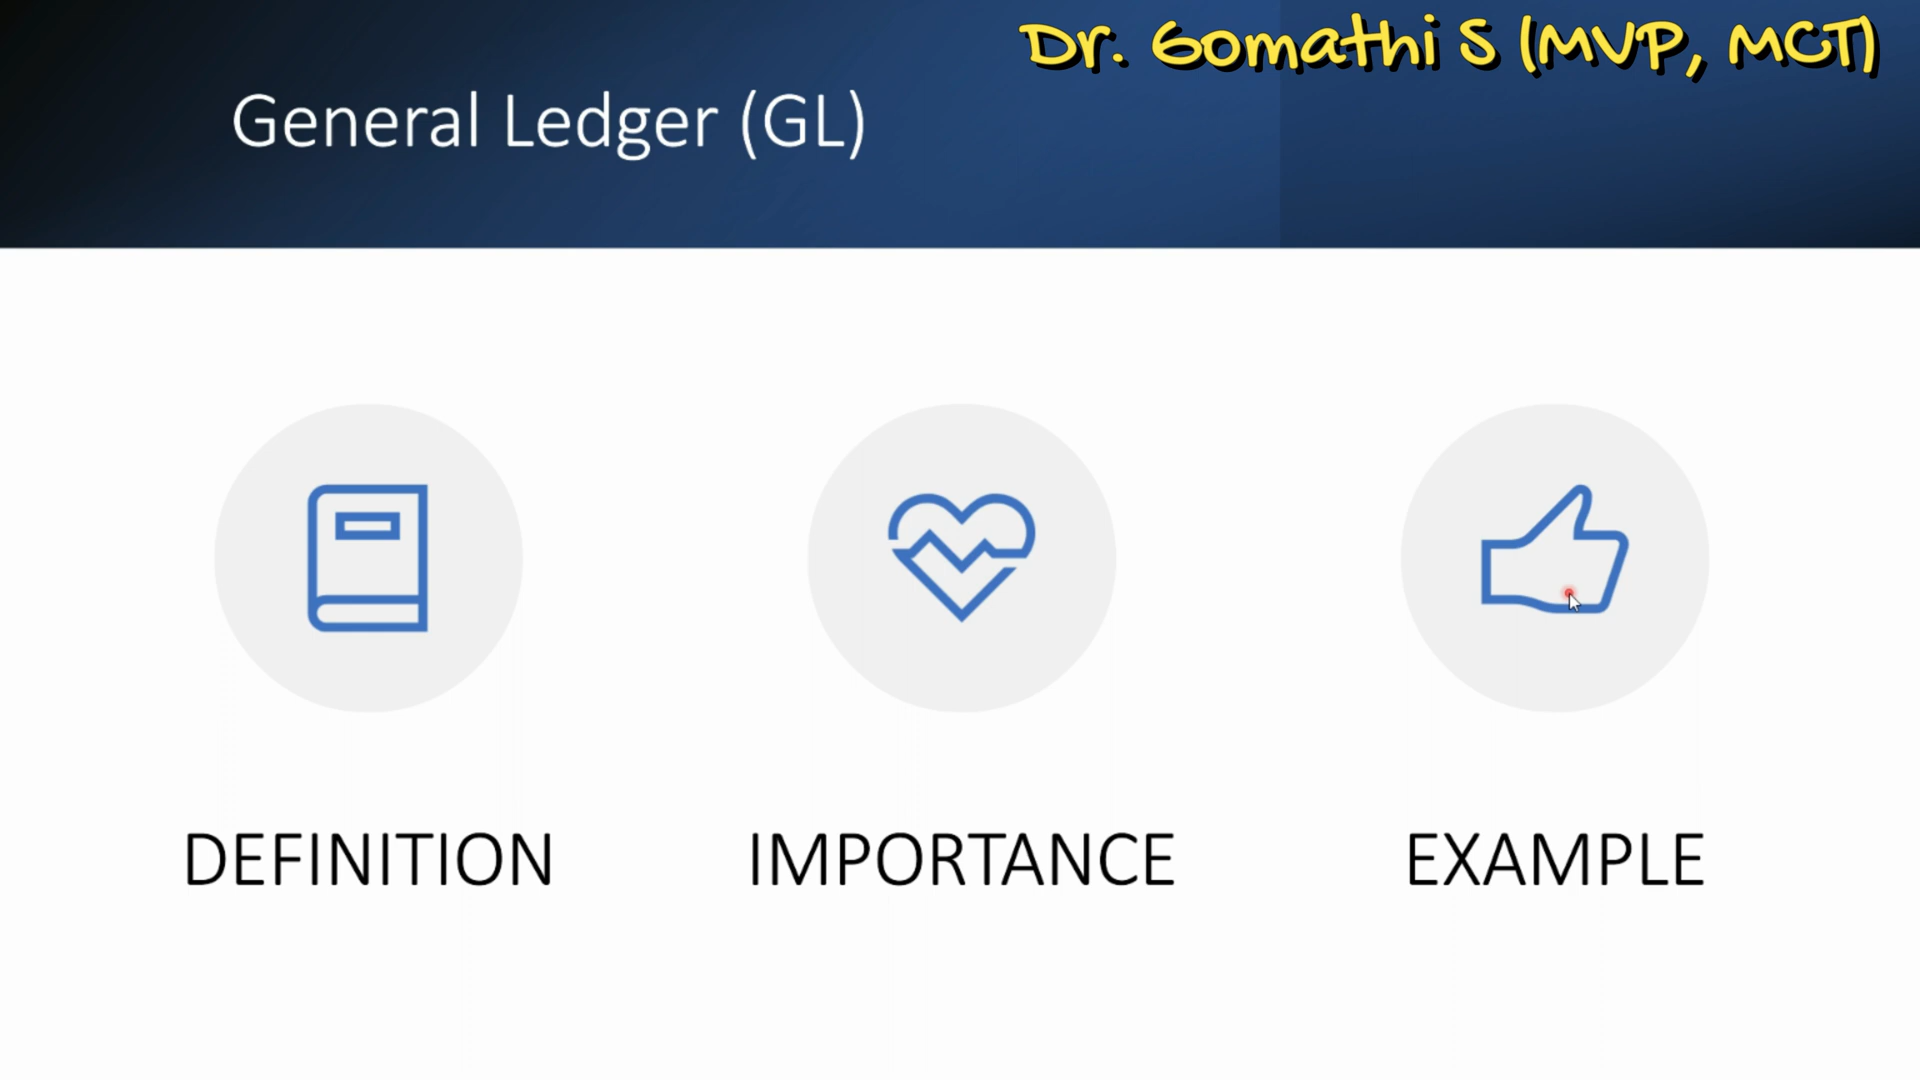 Dr. Gomathi S (MVP, MCT)
General Ledger (GL)
DEFINITION
IMPORTANCE
EXAMPLE